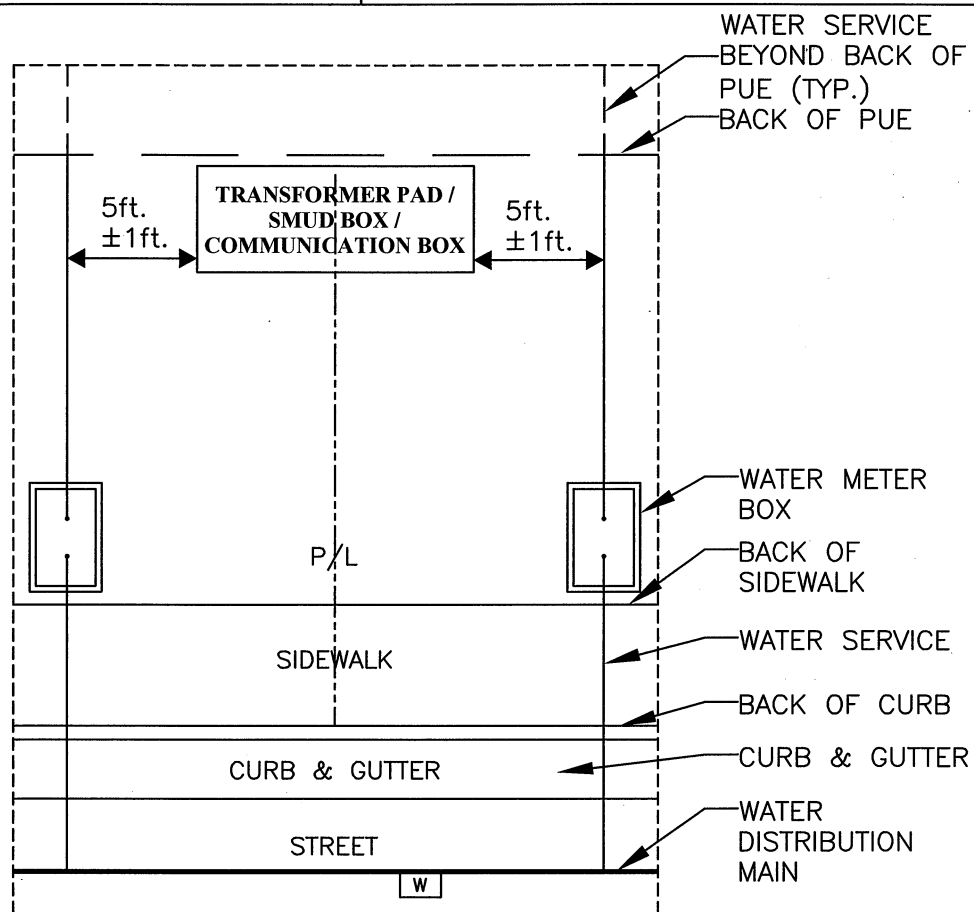 WATER SERVICE
BEYOND BACK OF
PUE (TYP.)
BACK OF PUE
TRANSFORMER PAD /
SMUD BOX /
COMMUNICATION BOX
5ft.
±1ft.
5ft.
±1ft.
WATER METER
BOX
P/L
BACK OF
SIDEWALK
SIDEWALK
WATER SERVICE
BACK OF CURB
CURB & GUTTER
CURB & GUTTER
STREET
WATER
DISTRIBUTION
MAIN
W